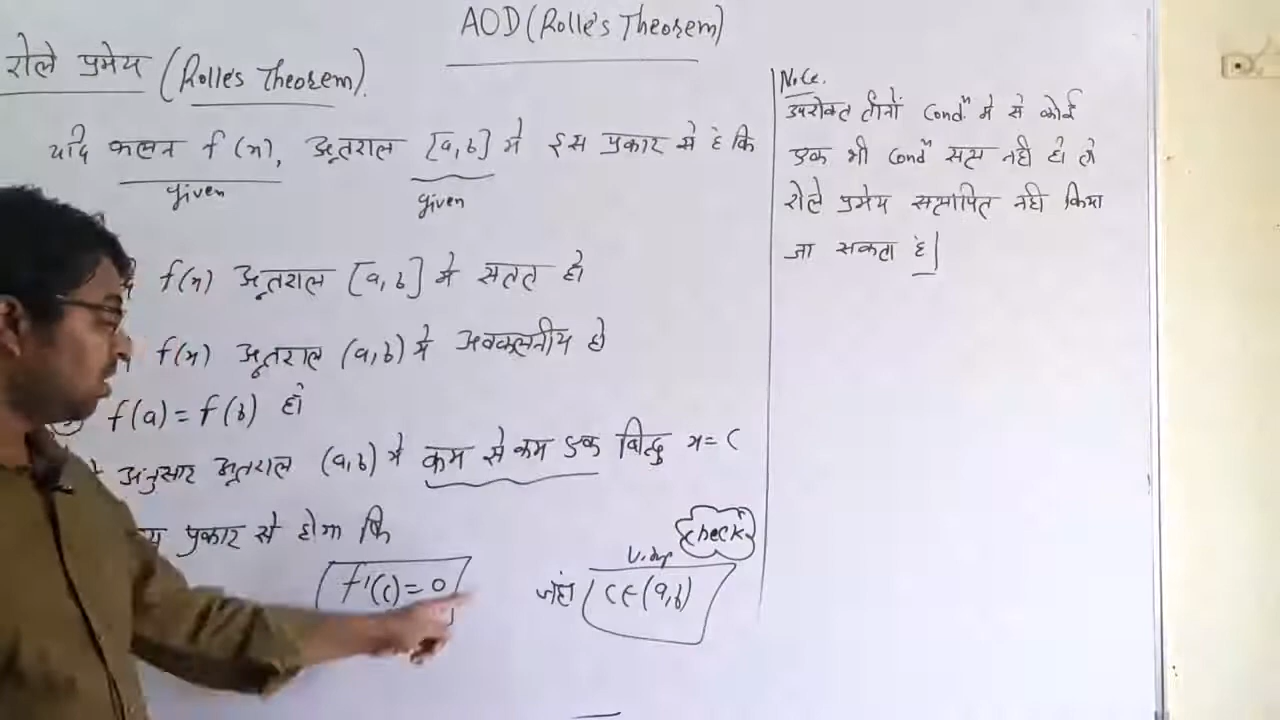 AOD (Rolle's Theorem)
रोले प्रमेय (Rolle's Theorem).
यदि फलन f(x), अन्तराल [a, b] में इस प्रकार से है कि
given given
f(x) अन्तराल [a, b] में सतत हो
f(x) अन्तराल (a, b) में अवकलनीय हो
f(a) = f(b) हो
अनुसार अन्तराल (a, b) में कम से कम एक बिन्दु x = c
प्रकार से होगा कि
check
V. Imp
f'(c) = 0 जहां c∈(a, b)
Note.
उपरोक्त तीनों Condⁿ में से कोई
एक भी Condⁿ सत्य नही हो तो
रोले प्रमेय सत्यापित नही किया
जा सकता है|